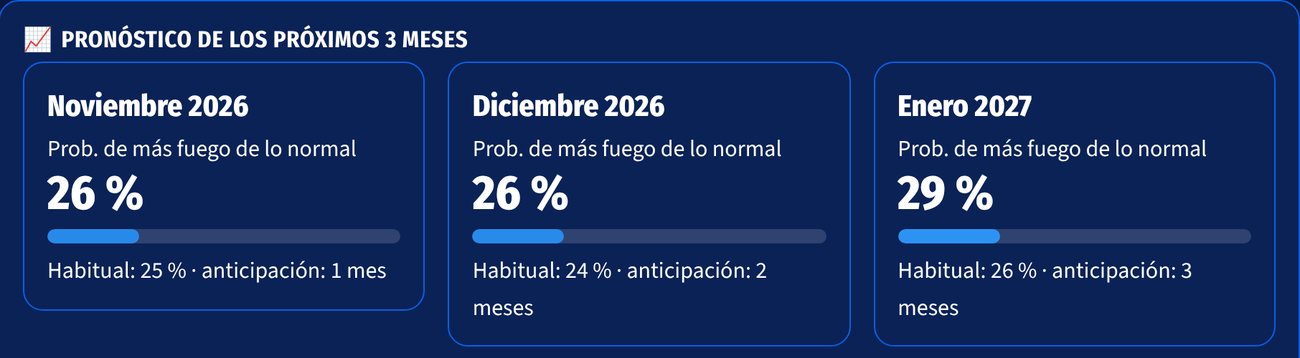 📈 PRONÓSTICO DE LOS PRÓXIMOS 3 MESES
Noviembre 2026
Prob. de más fuego de lo normal
26 %
Habitual: 25 % · anticipación: 1 mes
Diciembre 2026
Prob. de más fuego de lo normal
26 %
Habitual: 24 % · anticipación: 2
meses
Enero 2027
Prob. de más fuego de lo normal
29 %
Habitual: 26 % · anticipación: 3
meses